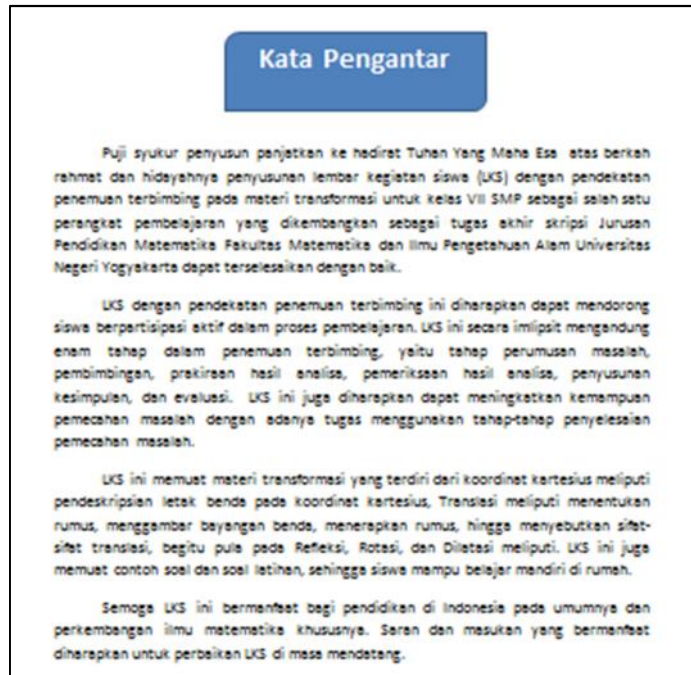 Kata Pengantar
Puji syukur penyusun panjatkan ke hadirat Tuhan Yang Maha Esa atas berkah
rahmat dan hidayahnya penyusunan lembar kegiatan siswa (LKS) dengan pendekatan
penemuan terbimbing pada materi transformasi untuk kelas VII SMP sebagai salah satu
perangkat pembelajaran yang dikembangkan sebagai tugas akhir skripsi Jurusan
Pendidikan Matematika Fakultas Matematika dan Ilmu Pengetahuan Alam Universitas
Negeri Yogyakarta dapat terselesaikan dengan baik.
LKS dengan pendekatan penemuan terbimbing ini diharapkan dapat mendorong
siswa berpartisipasi aktif dalam proses pembelajaran. LKS ini secara imlipsit mengandung
enam tahap dalam penemuan terbimbing, yaitu tahap perumusan masalah,
pembimbingan, prakiraan hasil analisa, pemeriksaan hasil analisa, penyusunan
kesimpulan, dan evaluasi. LKS ini juga diharapkan dapat meningkatkan kemampuan
pemecahan masalah dengan adanya tugas menggunakan tahap-tahap penyelesaian
pemecahan masalah.
LKS ini memuat materi transformasi yang terdiri dari koordinat kartesius meliputi
pendeskripsian letak benda pada koordinat kartesius, Translasi meliputi menentukan
rumus, menggambar bayangan benda, menerapkan rumus, hingga menyebutkan sifat-
sifat translasi, begitu pula pada Refleksi, Rotasi, dan Dilatasi meliputi. LKS ini juga
memuat contoh soal dan soal latihan, sehingga siswa mampu belajar mandiri di rumah.
Semoga LKS ini bermanfaat bagi pendidikan di Indonesia pada umumnya dan
perkembangan ilmu matematika khususnya. Saran dan masukan yang bermanfaat
diharapkan untuk perbaikan LKS di masa mendatang.